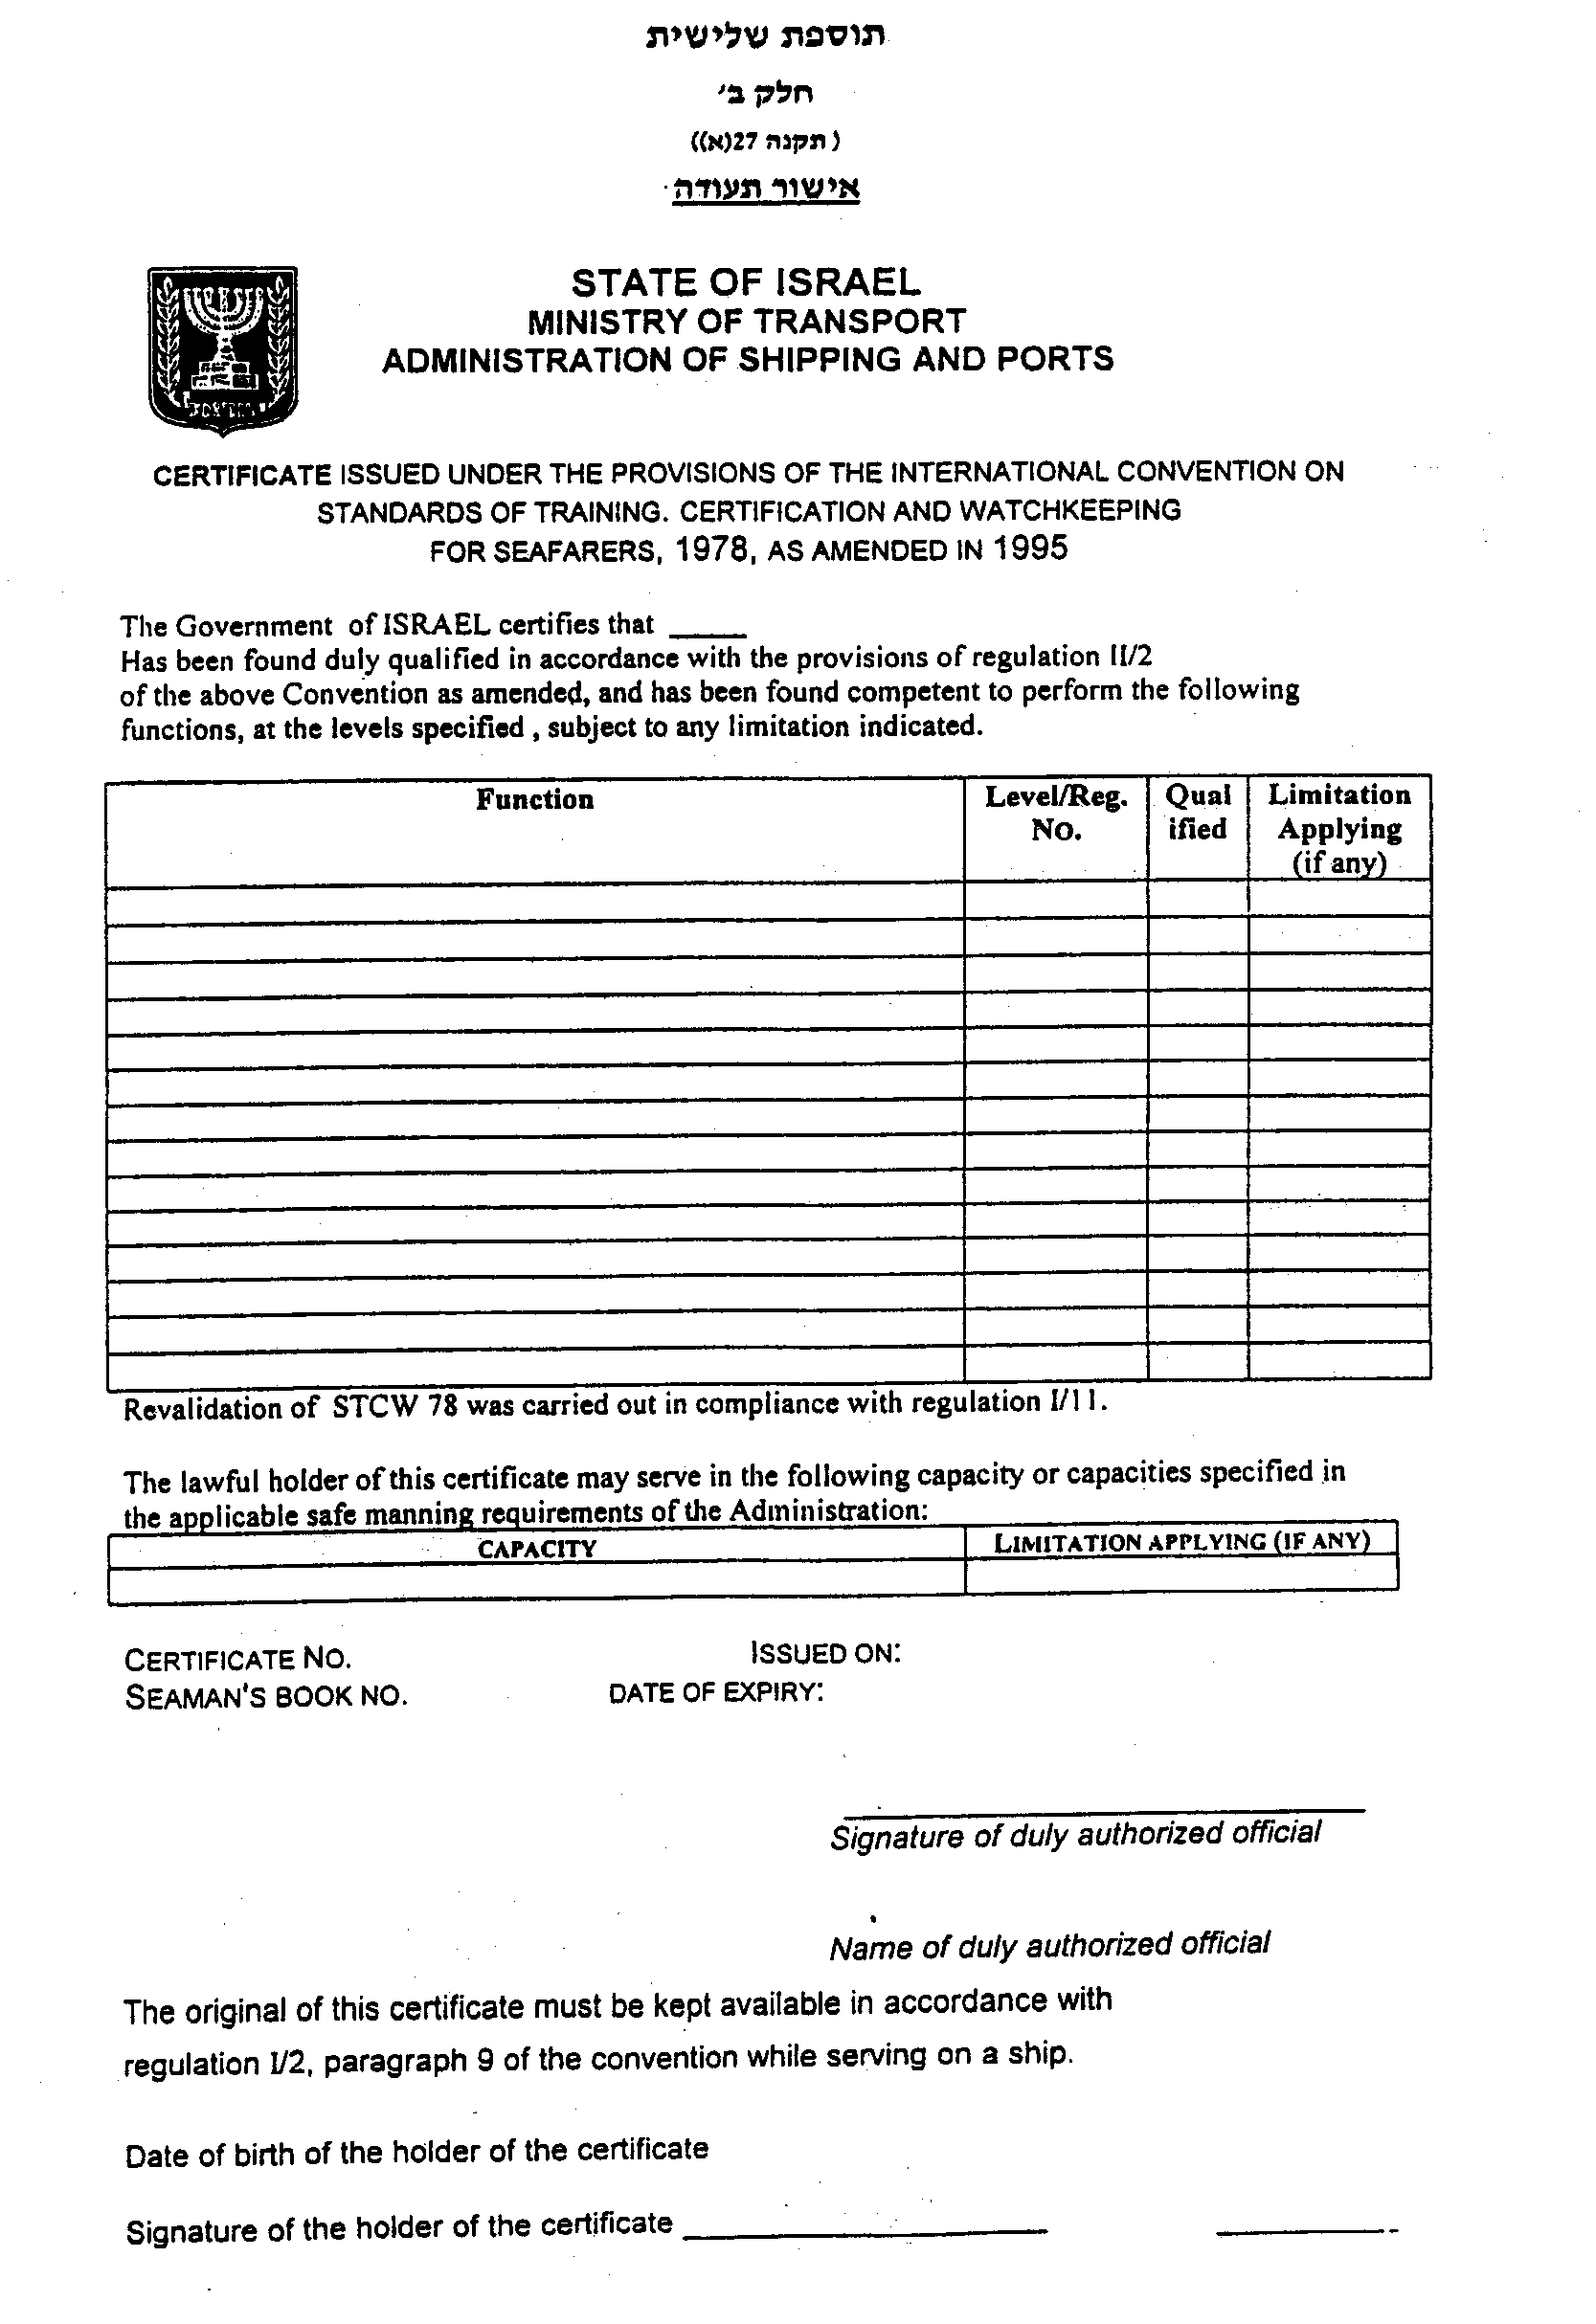 תוספת שלישית
חלק ב'
(תקנה 27(א))
אישור תעודה
STATE OF ISRAEL
MINISTRY OF TRANSPORT
ADMINISTRATION OF SHIPPING AND PORTS
CERTIFICATE ISSUED UNDER THE PROVISIONS OF THE INTERNATIONAL CONVENTION ON
STANDARDS OF TRAINING. CERTIFICATION AND WATCHKEEPING
FOR SEAFARERS, 1978, AS AMENDED IN 1995
The Government of ISRAEL certifies that _____
Has been found duly qualified in accordance with the provisions of regulation II/2
of the above Convention as amended, and has been found competent to perform the following
functions, at the levels specified , subject to any limitation indicated.
Function Level/Reg. Qual Limitation
No. ified Applying
(if any)
Revalidation of STCW 78 was carried out in compliance with regulation I/11.
The lawful holder of this certificate may serve in the following capacity or capacities specified in
the applicable safe manning requirements of the Administration:
CAPACITY LIMITATION APPLYING (IF ANY)
CERTIFICATE NO. ISSUED ON:
SEAMAN'S BOOK NO. DATE OF EXPIRY:
Signature of duly authorized official
Name of duly authorized official
The original of this certificate must be kept available in accordance with
regulation I/2, paragraph 9 of the convention while serving on a ship.
Date of birth of the holder of the certificate
Signature of the holder of the certificate